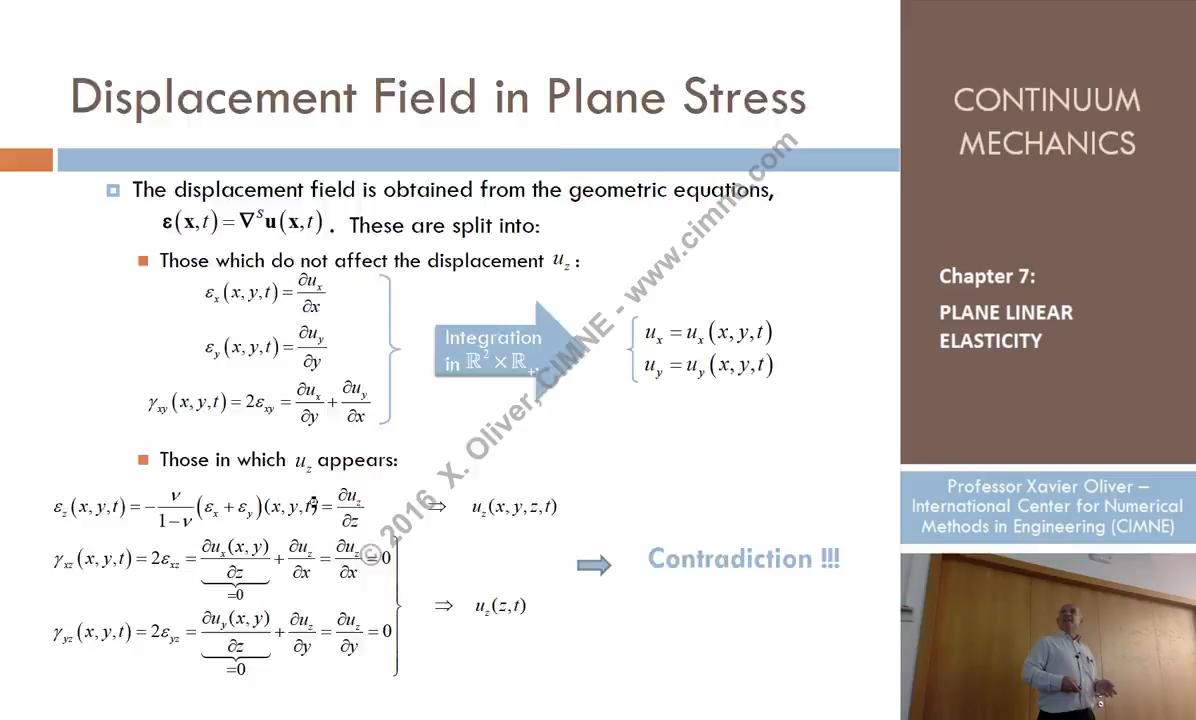 Displacement Field in Plane Stress
The displacement field is obtained from the geometric equations,
ε(x,t) = ∇ˢu(x,t) . These are split into:
Those which do not affect the displacement u_z :
ε_x(x,y,t) = ∂u_x/∂x
ε_y(x,y,t) = ∂u_y/∂y
γ_xy(x,y,t) = 2ε_xy = ∂u_x/∂y + ∂u_y/∂x
Integration
in ℝ² × ℝ₊,
u_x = u_x(x,y,t)
u_y = u_y(x,y,t)
Those in which u_z appears:
ε_z(x,y,t) = −ν/(1−ν) (ε_x + ε_y)(x,y,t) = ∂u_z/∂z ⇒ u_z(x,y,z,t)
γ_xz(x,y,t) = 2ε_xz = ∂u_x(x,y)/∂z + ∂u_z/∂x = ∂u_z/∂x = 0
=0
γ_yz(x,y,t) = 2ε_yz = ∂u_y(x,y)/∂z + ∂u_z/∂y = ∂u_z/∂y = 0
=0
⇒ u_z(z,t)
Contradiction !!!
© 2016 X. Oliver, CIMNE - www.cimne.com
CONTINUUM
MECHANICS
Chapter 7:
PLANE LINEAR
ELASTICITY
Professor Xavier Oliver –
International Center for Numerical
Methods in Engineering (CIMNE)